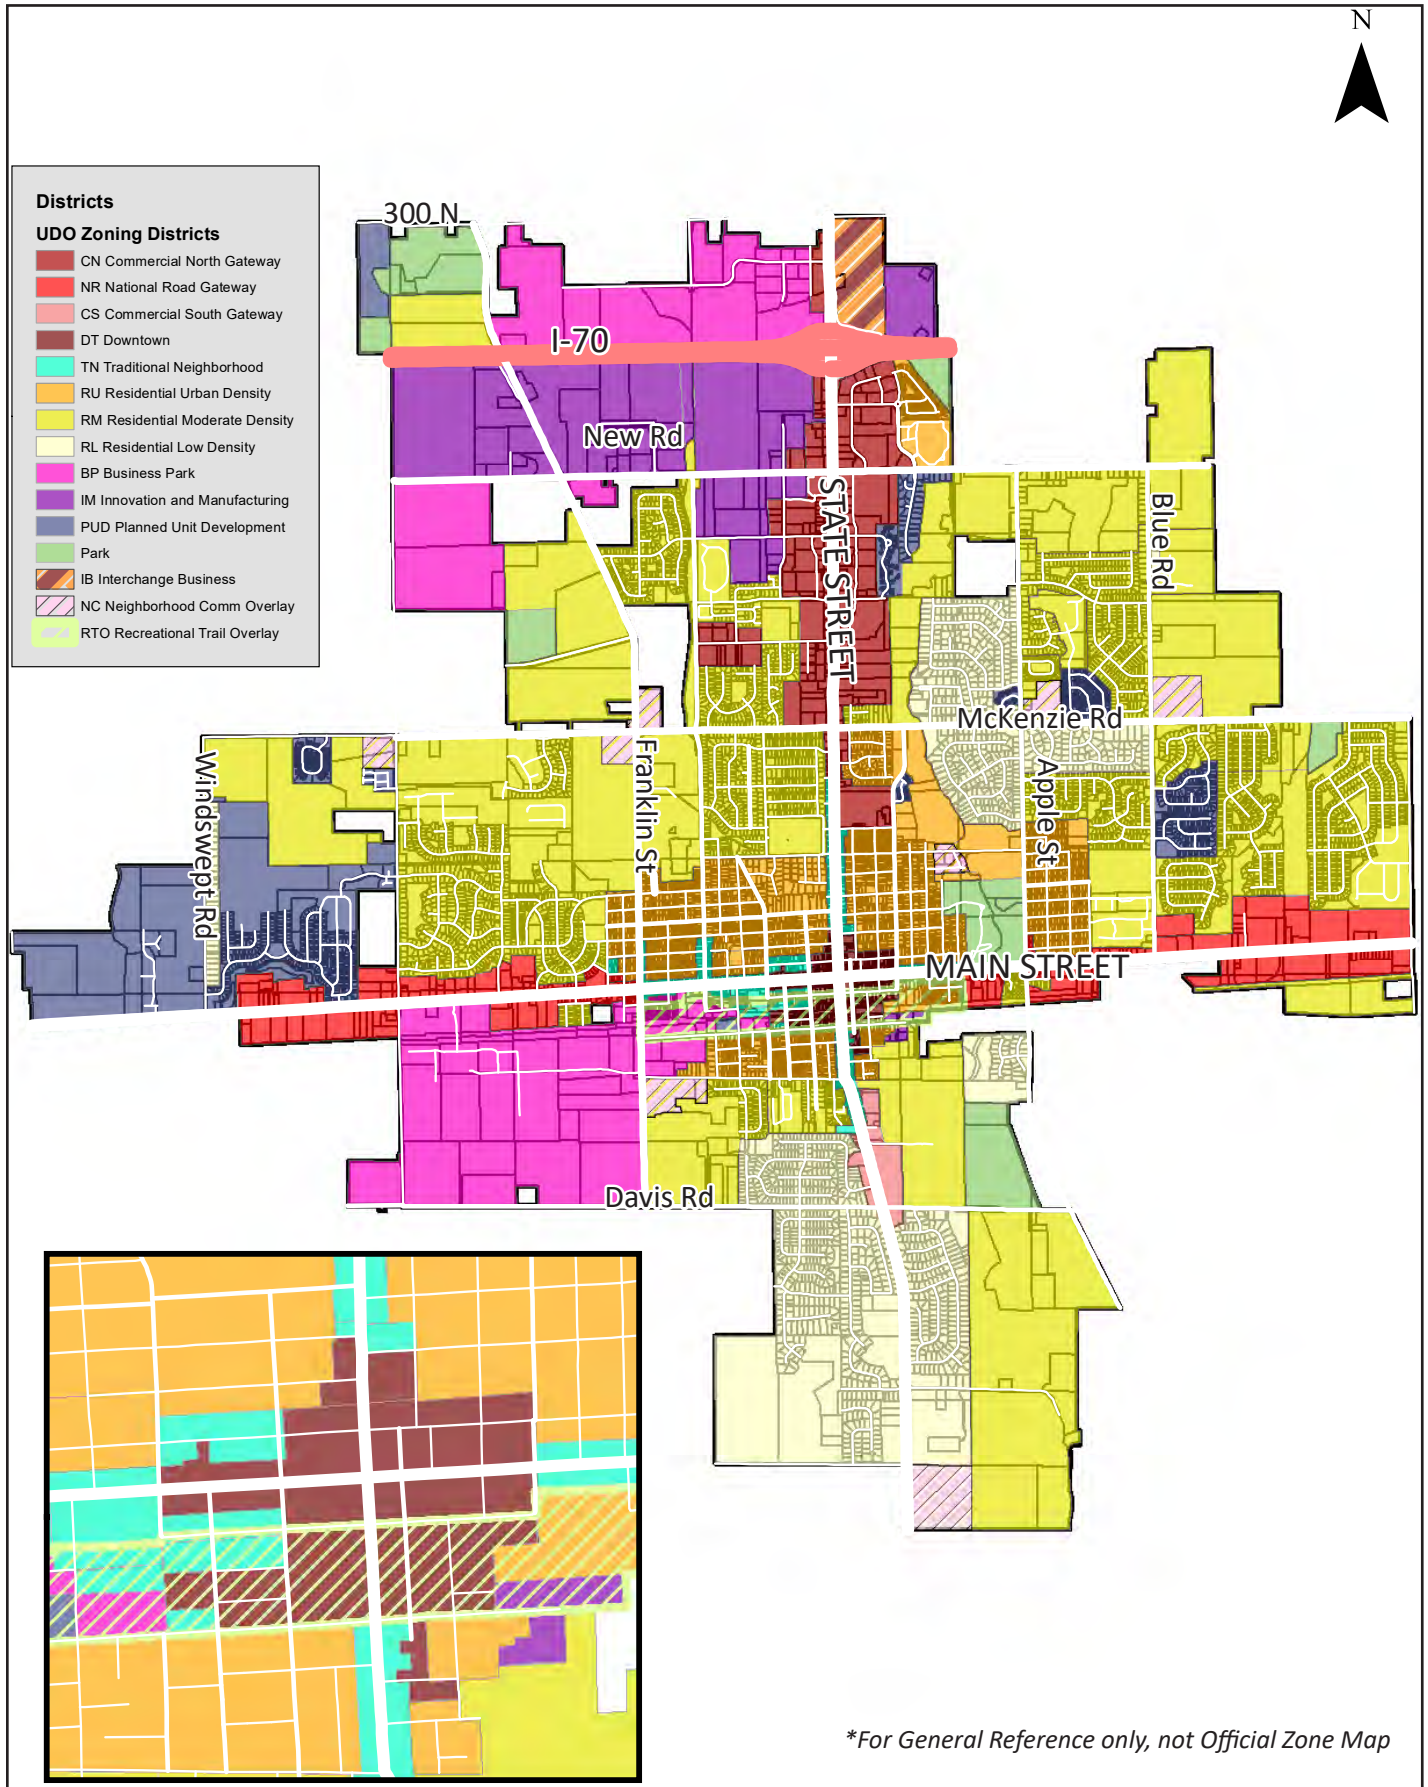 N
Districts
UDO Zoning Districts
CN Commercial North Gateway
NR National Road Gateway
CS Commercial South Gateway
DT Downtown
TN Traditional Neighborhood
RU Residential Urban Density
RM Residential Moderate Density
RL Residential Low Density
BP Business Park
IM Innovation and Manufacturing
PUD Planned Unit Development
Park
IB Interchange Business
NC Neighborhood Comm Overlay
RTO Recreational Trail Overlay
300 N
I-70
New Rd
STATE STREET
Blue Rd
McKenzie Rd
Windswept Rd
Franklin St
Apple St
MAIN STREET
Davis Rd
*For General Reference only, not Official Zone Map